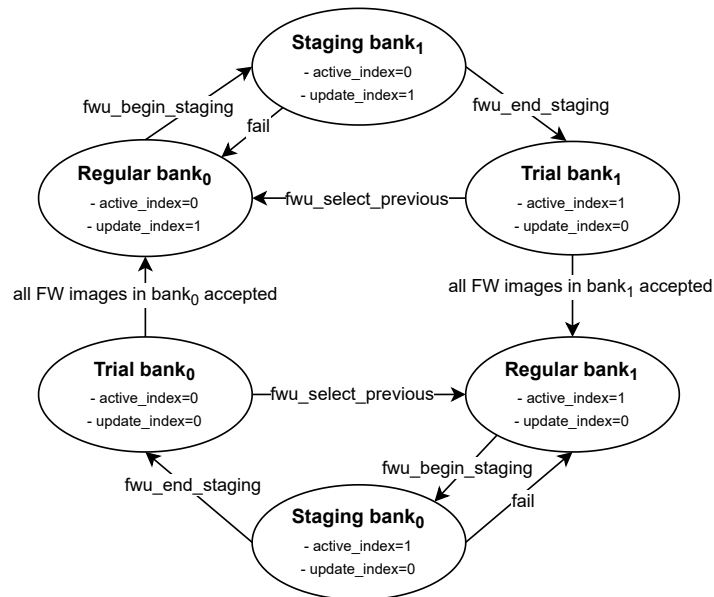 Staging bank₁
- active_index=0
- update_index=1
fwu_begin_staging
fwu_end_staging
fail
Regular bank₀
- active_index=0
- update_index=1
fwu_select_previous
Trial bank₁
- active_index=1
- update_index=0
all FW images in bank₀ accepted
all FW images in bank₁ accepted
Trial bank₀
- active_index=0
- update_index=0
fwu_select_previous
Regular bank₁
- active_index=1
- update_index=0
fwu_begin_staging
fwu_end_staging
fail
Staging bank₀
- active_index=1
- update_index=0